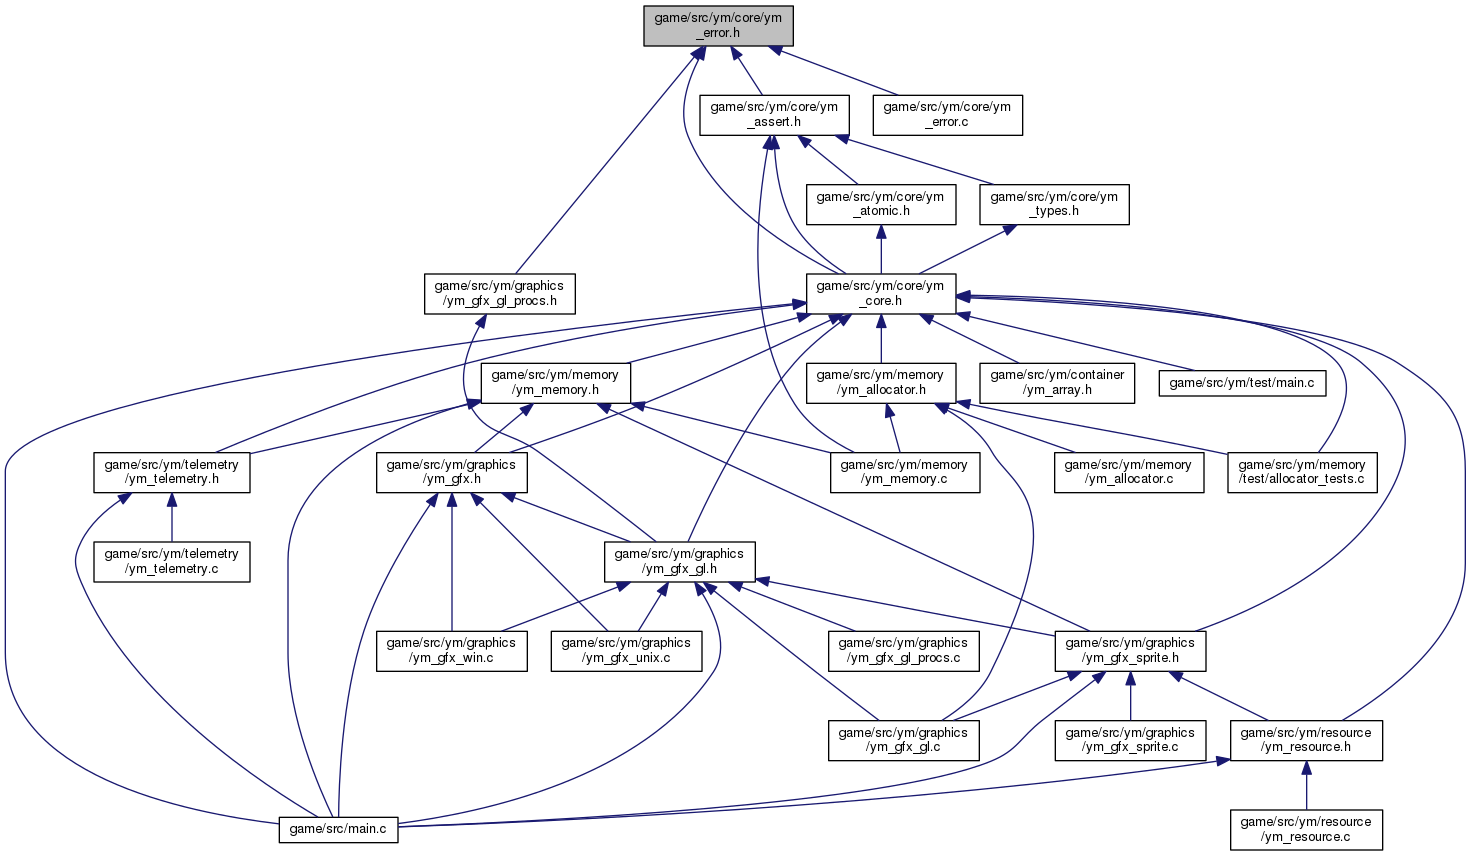 game/src/ym/core/ym
_error.h
game/src/ym/core/ym
_assert.h
game/src/ym/core/ym
_error.c
game/src/ym/core/ym
_atomic.h
game/src/ym/core/ym
_types.h
game/src/ym/graphics
/ym_gfx_gl_procs.h
game/src/ym/core/ym
_core.h
game/src/ym/memory
/ym_memory.h
game/src/ym/memory
/ym_allocator.h
game/src/ym/container
/ym_array.h
game/src/ym/test/main.c
game/src/ym/telemetry
/ym_telemetry.h
game/src/ym/graphics
/ym_gfx.h
game/src/ym/memory
/ym_memory.c
game/src/ym/memory
/ym_allocator.c
game/src/ym/memory
/test/allocator_tests.c
game/src/ym/telemetry
/ym_telemetry.c
game/src/ym/graphics
/ym_gfx_gl.h
game/src/ym/graphics
/ym_gfx_win.c
game/src/ym/graphics
/ym_gfx_unix.c
game/src/ym/graphics
/ym_gfx_gl_procs.c
game/src/ym/graphics
/ym_gfx_sprite.h
game/src/ym/graphics
/ym_gfx_gl.c
game/src/ym/graphics
/ym_gfx_sprite.c
game/src/ym/resource
/ym_resource.h
game/src/main.c
game/src/ym/resource
/ym_resource.c